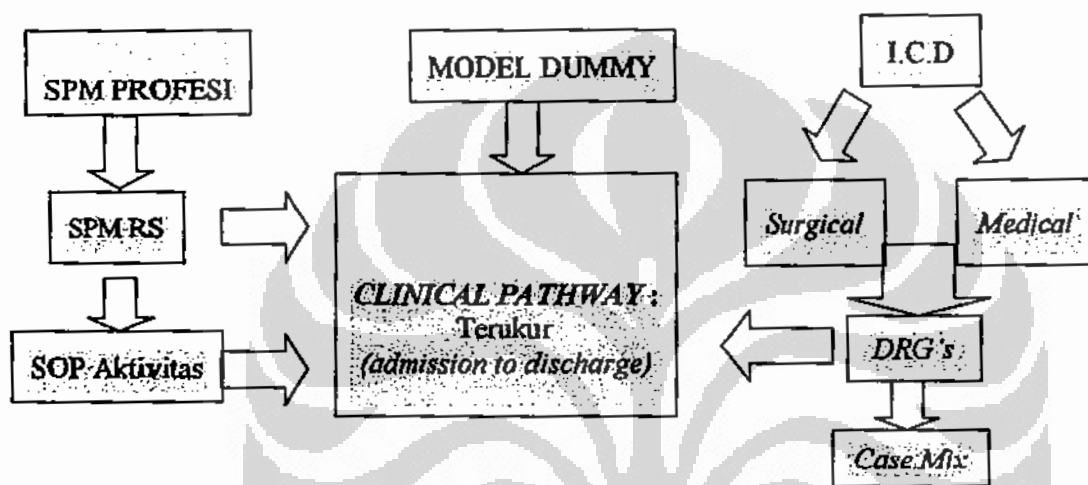 SPM PROFESI
MODEL DUMMY
I.C.D
SPM RS
Surgical
Medical
CLINICAL PATHWAY :
Terukur
(admission to discharge)
SOP Aktivitas
DRG's
Case Mix